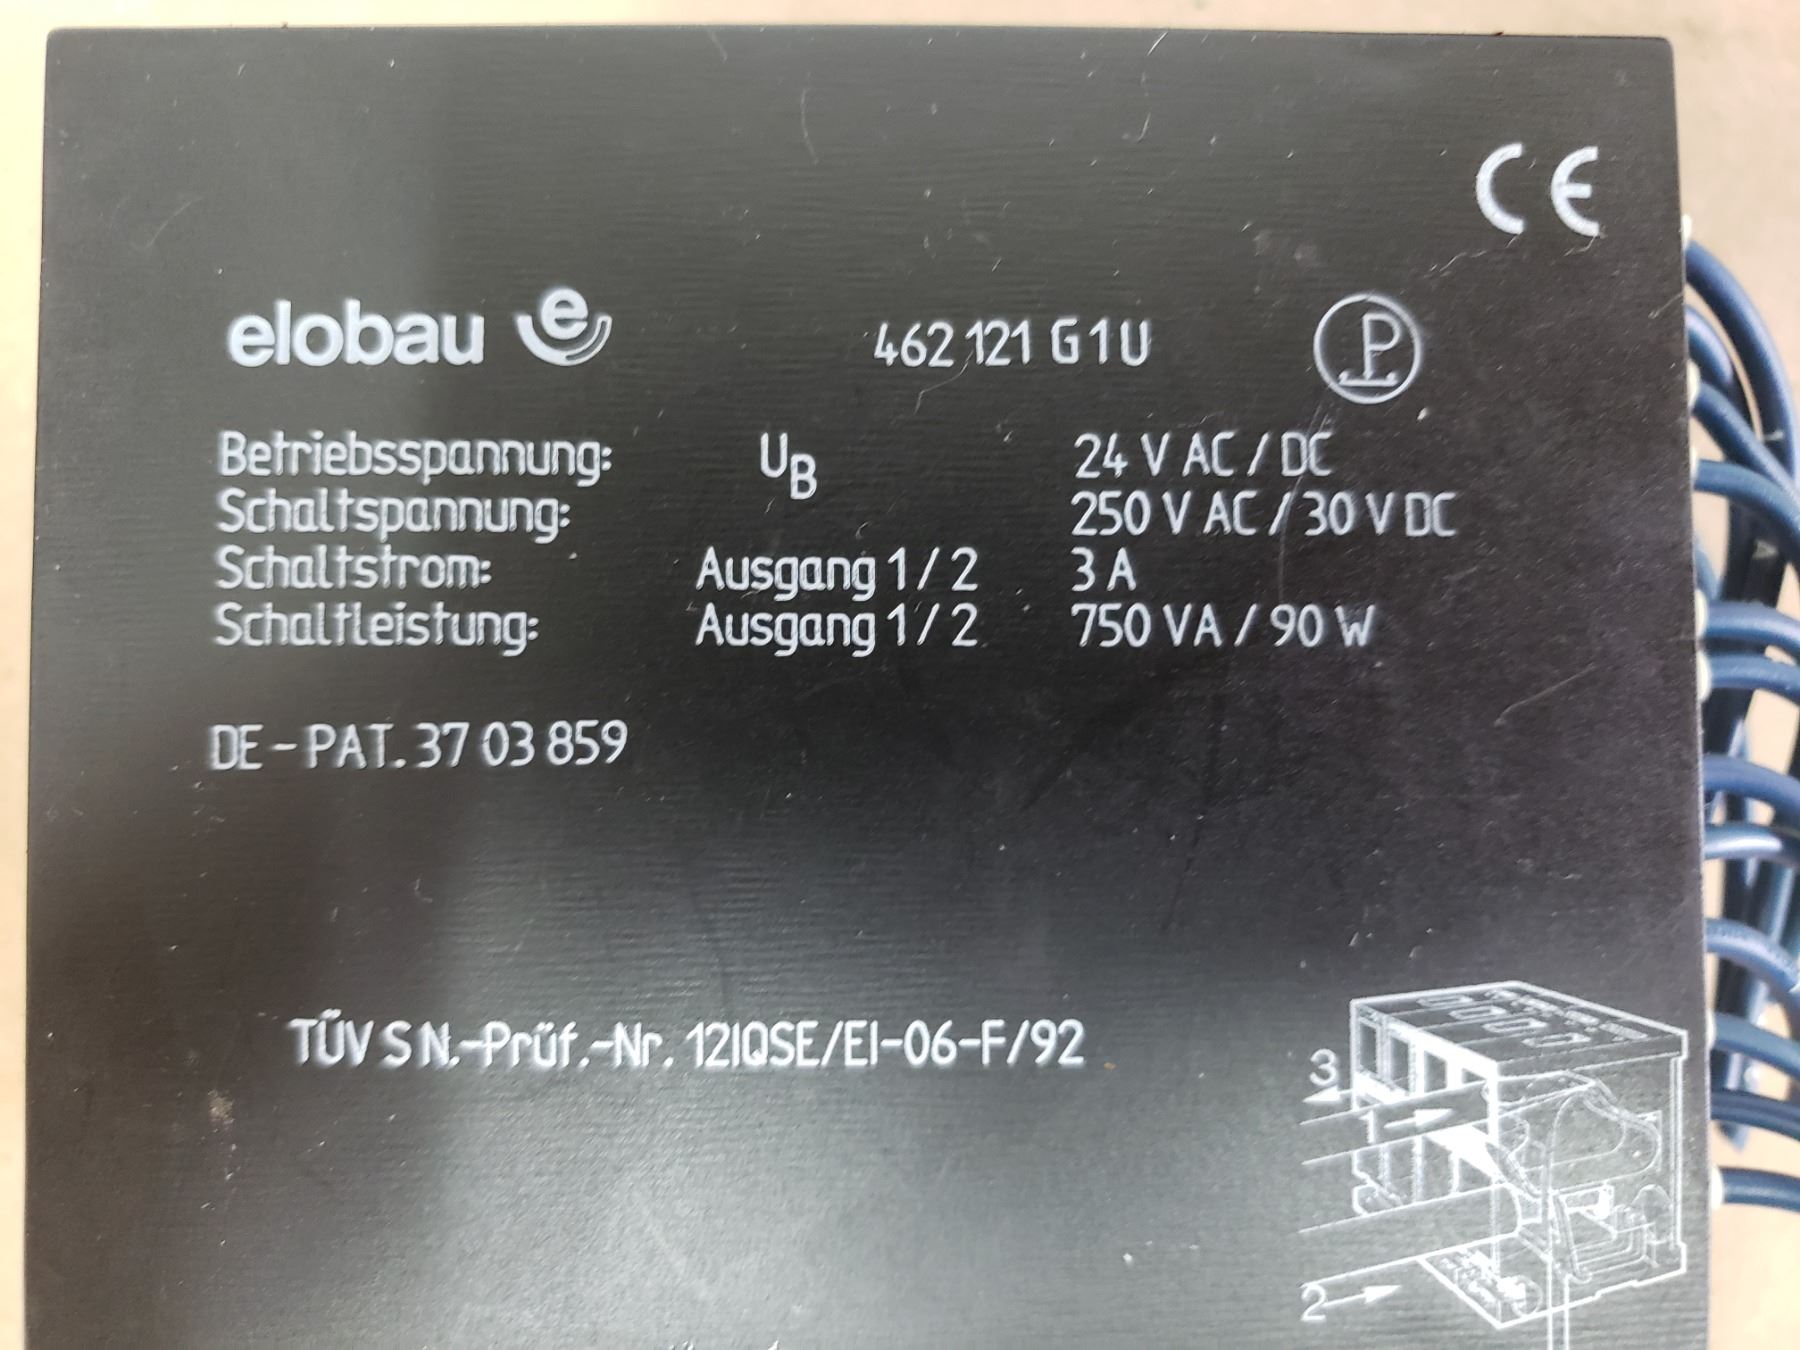 CE
elobau e 462 121 G1U P
Betriebsspannung: UB 24 V AC / DC
Schaltspannung: 250 V AC / 30 V DC
Schaltstrom: Ausgang 1 / 2 3 A
Schaltleistung: Ausgang 1 / 2 750 VA / 90 W
DE - PAT. 37 03 859
TÜV S N.-Prüf.-Nr. 12IQSE/EI-06-F/92
3
1
2